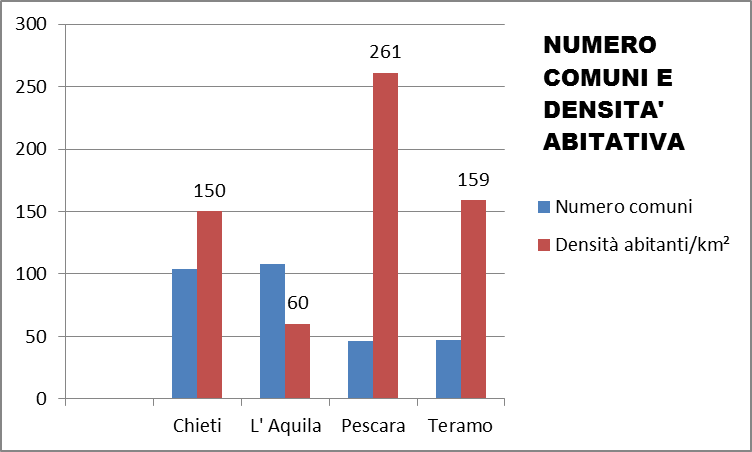 NUMERO
COMUNI E
DENSITA'
ABITATIVA
Numero comuni
Densità abitanti/km²
300
250
200
150
100
50
0
150
60
261
159
Chieti
L' Aquila
Pescara
Teramo